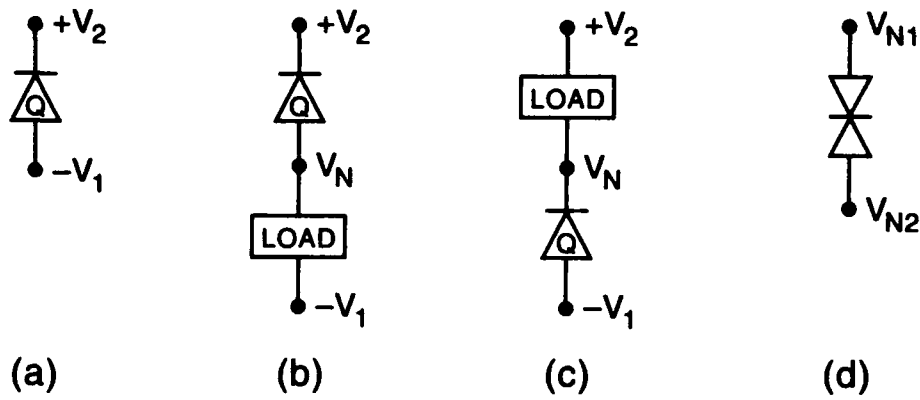 +V2
Q
−V1
(a)
+V2
Q
VN
LOAD
−V1
(b)
+V2
LOAD
VN
Q
−V1
(c)
VN1
VN2
(d)